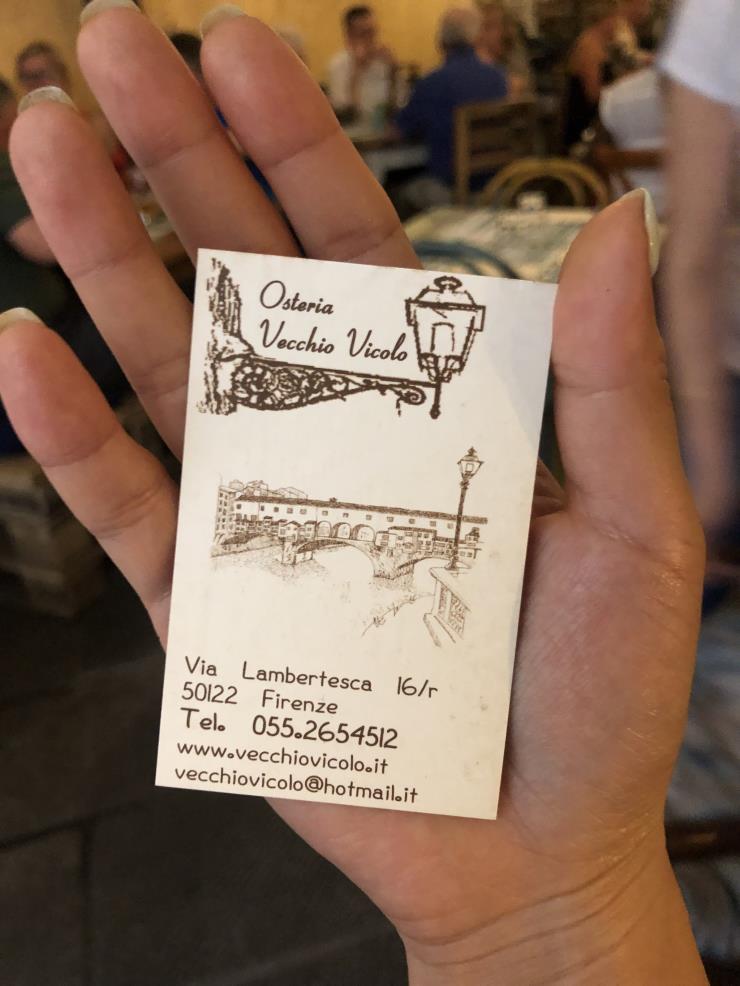 Osteria
Vecchio Vicolo
Via Lambertesca 16/r
50122 Firenze
Tel. 055.2654512
www.vecchiovicolo.it
vecchiovicolo@hotmail.it